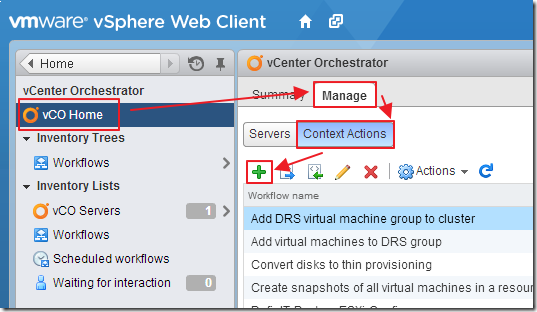 vmware vSphere Web Client
Home
vCenter Orchestrator
vCO Home
Inventory Trees
Workflows
Inventory Lists
vCO Servers 1
Workflows
Scheduled workflows
Waiting for interaction 0
vCenter Orchestrator
Summary Manage
Servers Context Actions
Actions
Workflow name
Add DRS virtual machine group to cluster
Add virtual machines to DRS group
Convert disks to thin provisioning
Create snapshots of all virtual machines in a resour